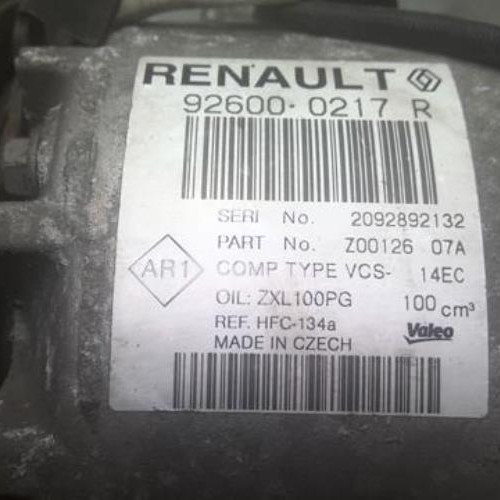 RENAULT
92600-0217 R
SERI No. 2092892132
PART No. Z00126 07A
AR1
COMP TYPE VCS- 14EC
OIL: ZXL100PG 100 cm³
REF. HFC-134a
Valeo
MADE IN CZECH